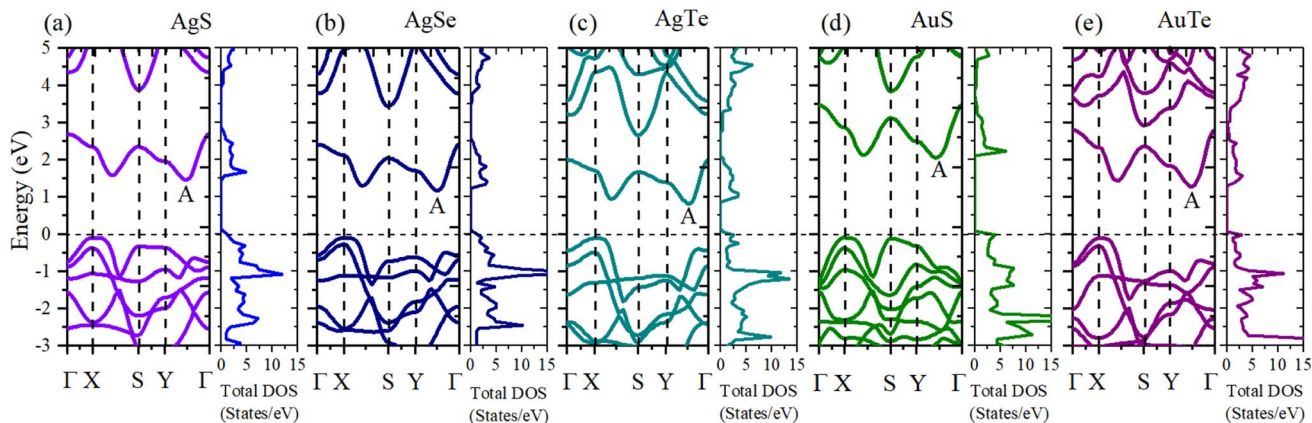 (a) AgS (b) AgSe (c) AgTe (d) AuS (e) AuTe
5
4
3
2
1
0
-1
-2
-3
Energy (eV)
A A A A A
Γ X S Y Γ Γ X S Y Γ Γ X S Y Γ Γ X S Y Γ Γ X S Y Γ
0 5 10 15 0 5 10 15 0 5 10 15 0 5 10 15 0 5 10 15
Total DOS Total DOS Total DOS Total DOS Total DOS
(States/eV) (States/eV) (States/eV) (States/eV) (States/eV)